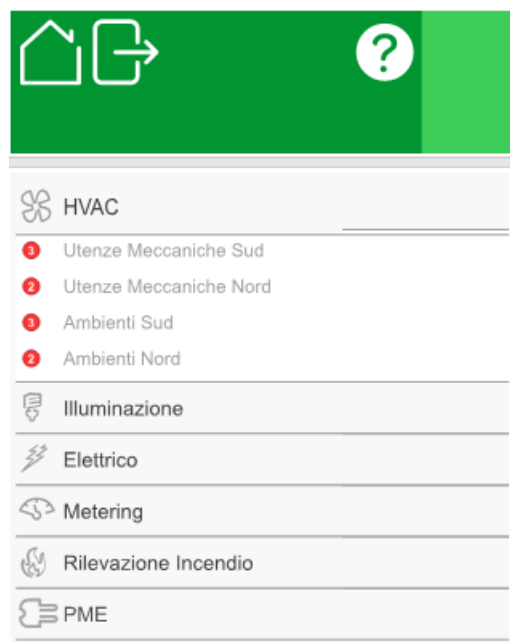 ?
HVAC
3 Utenze Meccaniche Sud
2 Utenze Meccaniche Nord
3 Ambienti Sud
2 Ambienti Nord
Illuminazione
Elettrico
Metering
Rilevazione Incendio
PME